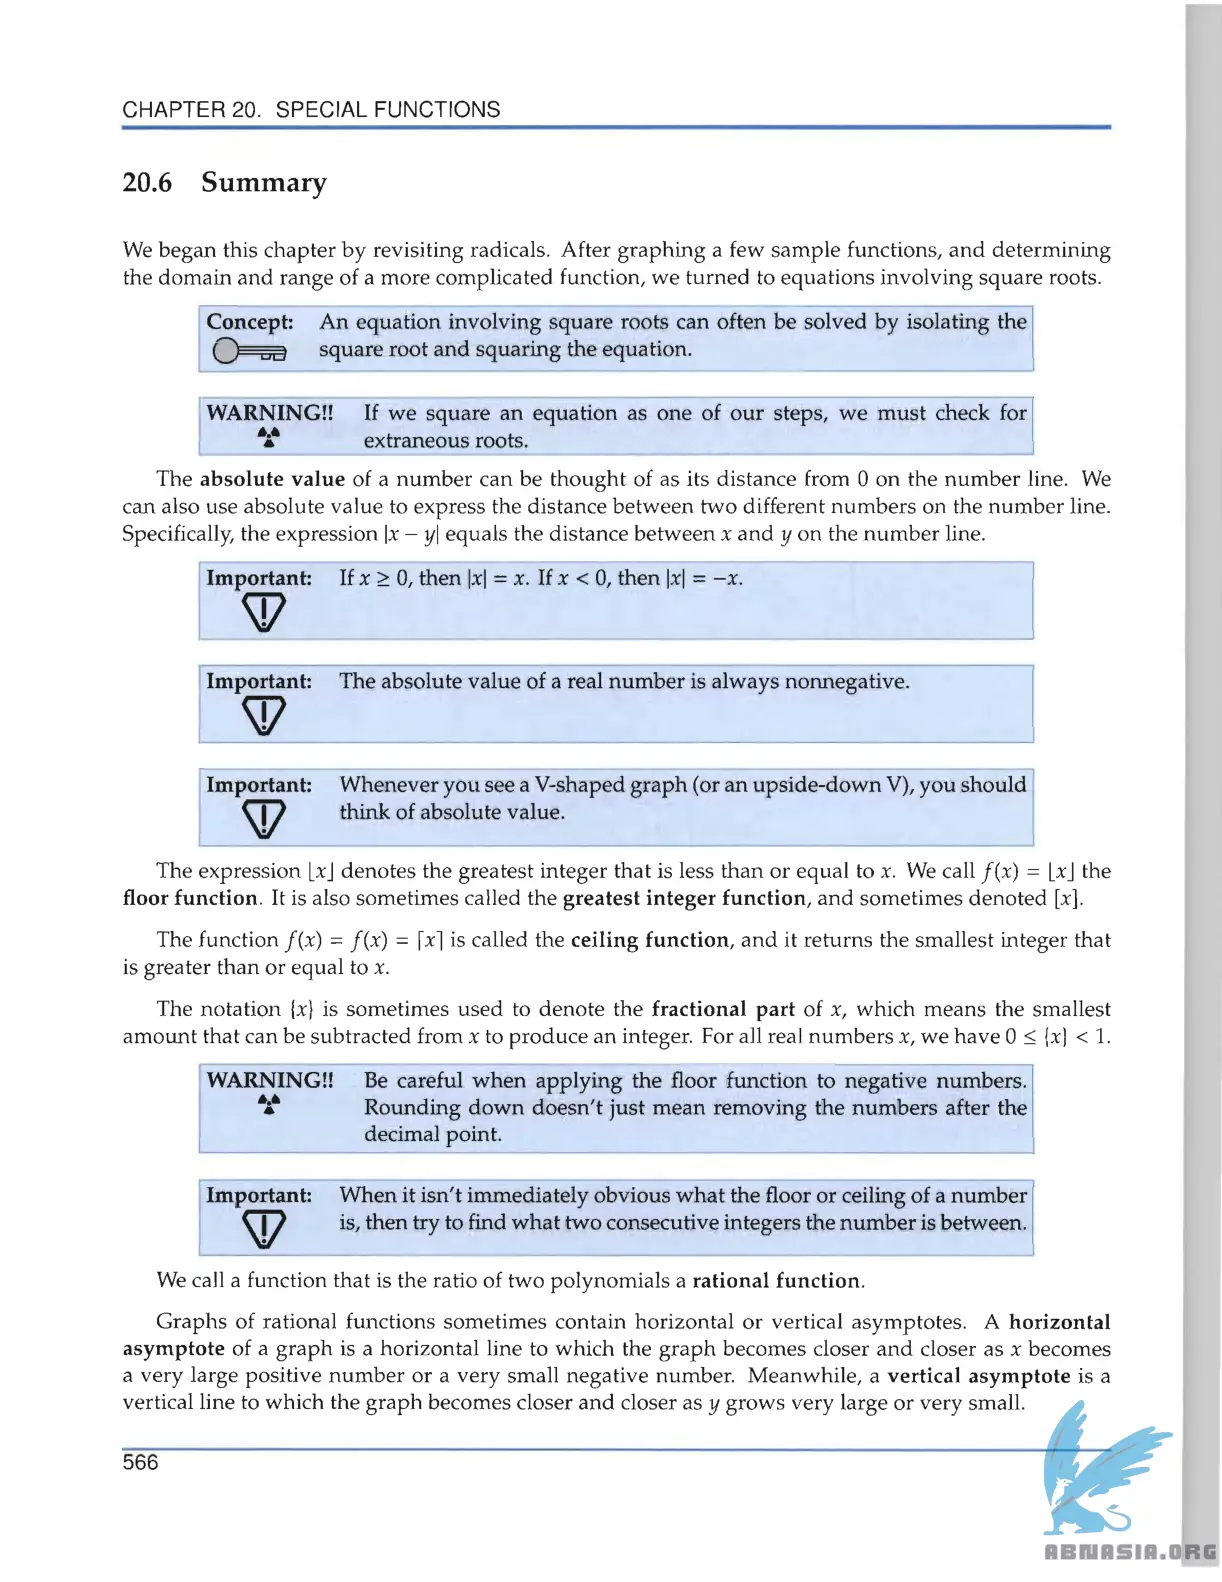 CHAPTER 20. SPECIAL FUNCTIONS
20.6 Summary
We began this chapter by revisiting radicals. After graphing a few sample functions, and determining
the domain and range of a more complicated function, we turned to equations involving square roots.
Concept: An equation involving square roots can often be solved by isolating the
square root and squaring the equation.
WARNING!! If we square an equation as one of our steps, we must check for
extraneous roots.
The absolute value of a number can be thought of as its distance from 0 on the number line. We
can also use absolute value to express the distance between two different numbers on the number line.
Specifically, the expression |x − y| equals the distance between x and y on the number line.
Important: If x ≥ 0, then |x| = x. If x < 0, then |x| = −x.
Important: The absolute value of a real number is always nonnegative.
Important: Whenever you see a V-shaped graph (or an upside-down V), you should
think of absolute value.
The expression ⌊x⌋ denotes the greatest integer that is less than or equal to x. We call f(x) = ⌊x⌋ the
floor function. It is also sometimes called the greatest integer function, and sometimes denoted [x].
The function f(x) = f(x) = ⌈x⌉ is called the ceiling function, and it returns the smallest integer that
is greater than or equal to x.
The notation {x} is sometimes used to denote the fractional part of x, which means the smallest
amount that can be subtracted from x to produce an integer. For all real numbers x, we have 0 ≤ {x} < 1.
WARNING!! Be careful when applying the floor function to negative numbers.
Rounding down doesn't just mean removing the numbers after the
decimal point.
Important: When it isn't immediately obvious what the floor or ceiling of a number
is, then try to find what two consecutive integers the number is between.
We call a function that is the ratio of two polynomials a rational function.
Graphs of rational functions sometimes contain horizontal or vertical asymptotes. A horizontal
asymptote of a graph is a horizontal line to which the graph becomes closer and closer as x becomes
a very large positive number or a very small negative number. Meanwhile, a vertical asymptote is a
vertical line to which the graph becomes closer and closer as y grows very large or very small.
566
ABNASIA.ORG